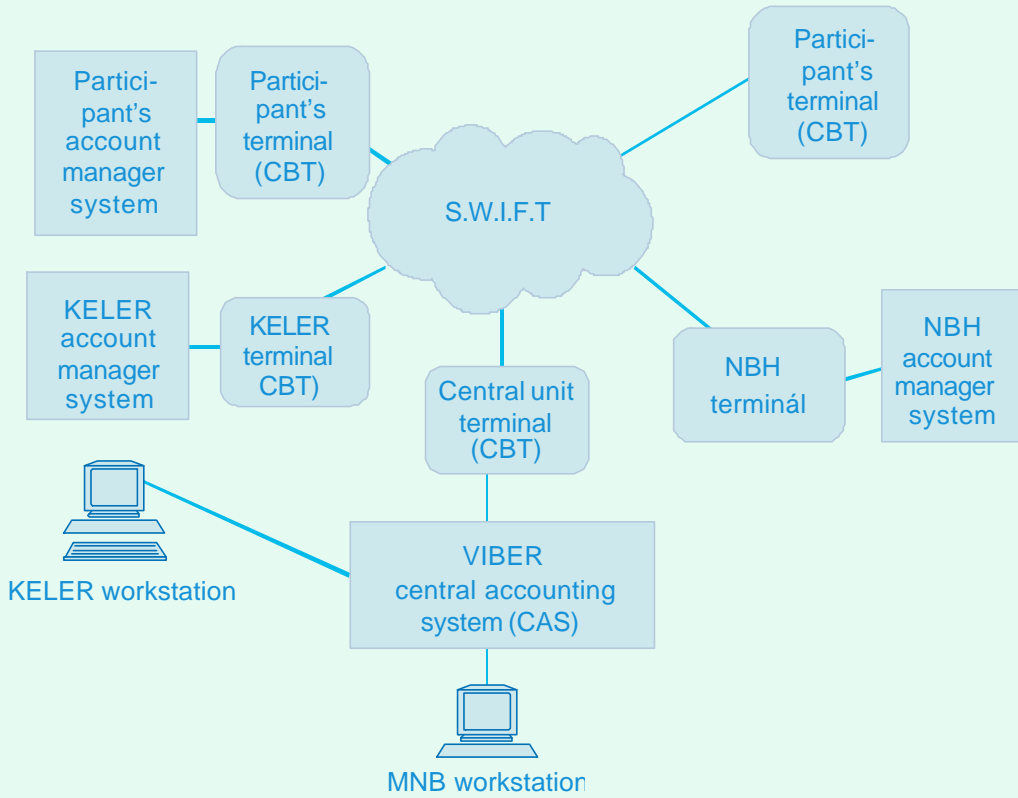 Partici-
pant's
account
manager
system
Partici-
pant's
terminal
(CBT)
Partici-
pant's
terminal
(CBT)
S.W.I.F.T
KELER
account
manager
system
KELER
terminal
CBT)
Central unit
terminal
(CBT)
NBH
terminál
NBH
account
manager
system
KELER workstation
VIBER
central accounting
system (CAS)
MNB workstation